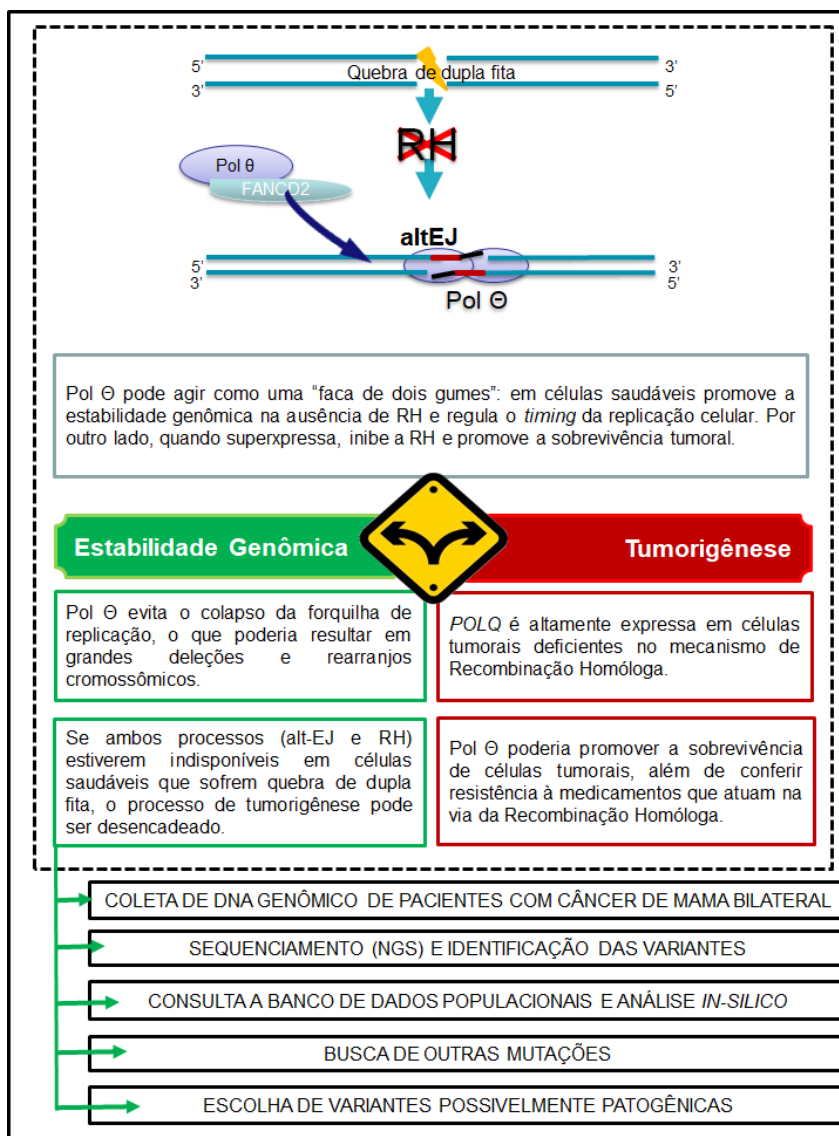 5’ 3’
Quebra de dupla fita
3’ 5’
RH
Pol θ
FANCD2
altEJ
5’ 3’
3’ 5’
Pol Θ
Pol Θ pode agir como uma “faca de dois gumes”: em células saudáveis promove a
estabilidade genômica na ausência de RH e regula o timing da replicação celular. Por
outro lado, quando superxpressa, inibe a RH e promove a sobrevivência tumoral.
Estabilidade Genômica
Tumorigênese
Pol Θ evita o colapso da forquilha de
replicação, o que poderia resultar em
grandes deleções e rearranjos
cromossômicos.
POLQ é altamente expressa em células
tumorais deficientes no mecanismo de
Recombinação Homóloga.
Se ambos processos (alt-EJ e RH)
estiverem indisponíveis em células
saudáveis que sofrem quebra de dupla
fita, o processo de tumorigênese pode
ser desencadeado.
Pol Θ poderia promover a sobrevivência
de células tumorais, além de conferir
resistência à medicamentos que atuam na
via da Recombinação Homóloga.
COLETA DE DNA GENÔMICO DE PACIENTES COM CÂNCER DE MAMA BILATERAL
SEQUENCIAMENTO (NGS) E IDENTIFICAÇÃO DAS VARIANTES
CONSULTA A BANCO DE DADOS POPULACIONAIS E ANÁLISE IN-SILICO
BUSCA DE OUTRAS MUTAÇÕES
ESCOLHA DE VARIANTES POSSIVELMENTE PATOGÊNICAS